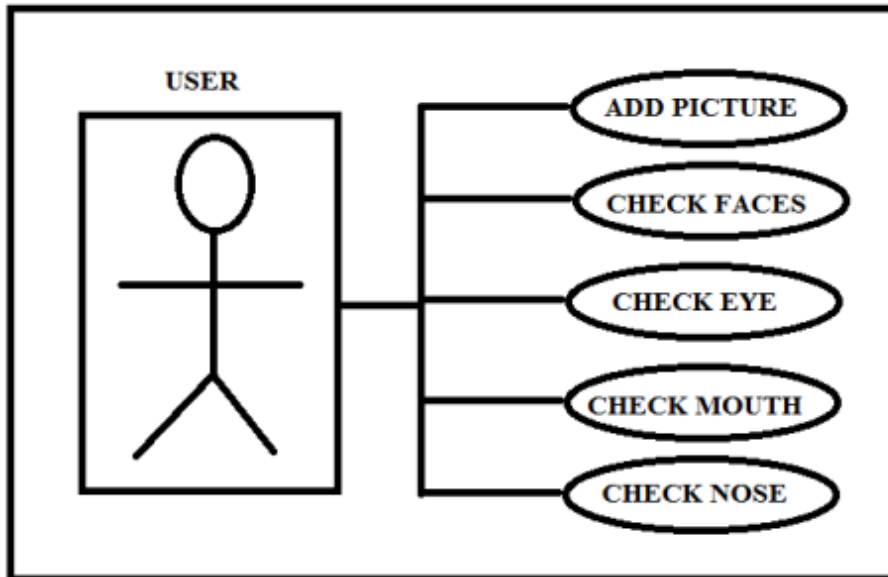 USER
ADD PICTURE
CHECK FACES
CHECK EYE
CHECK MOUTH
CHECK NOSE